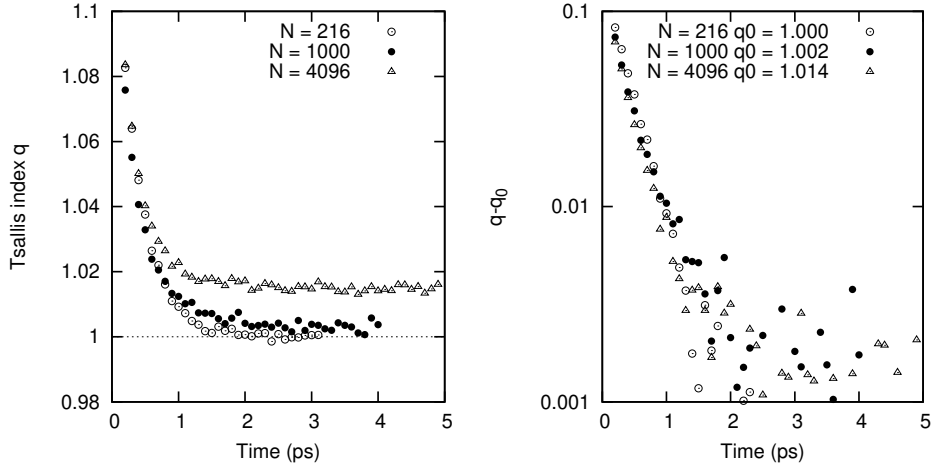 1.1
1.08
1.06
1.04
1.02
1
0.98
0 1 2 3 4 5
Tsallis index q
Time (ps)
N = 216
N = 1000
N = 4096
0.1
0.01
0.001
0 1 2 3 4 5
q-q0
Time (ps)
N = 216 q0 = 1.000
N = 1000 q0 = 1.002
N = 4096 q0 = 1.014